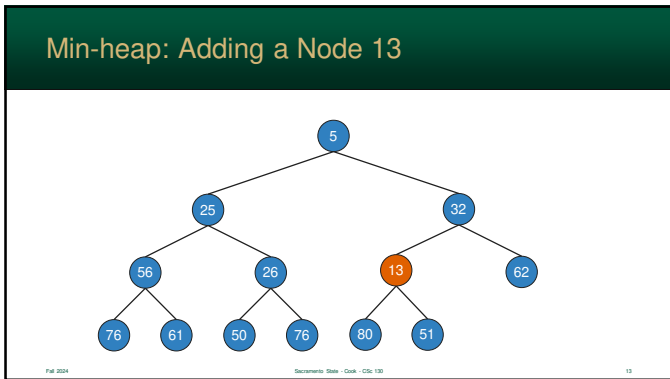 Min-heap: Adding a Node 13
5
25 32
56 26 13 62
76 61 50 76 80 51
Fall 2024 Sacramento State - Cook - CSc 130 13